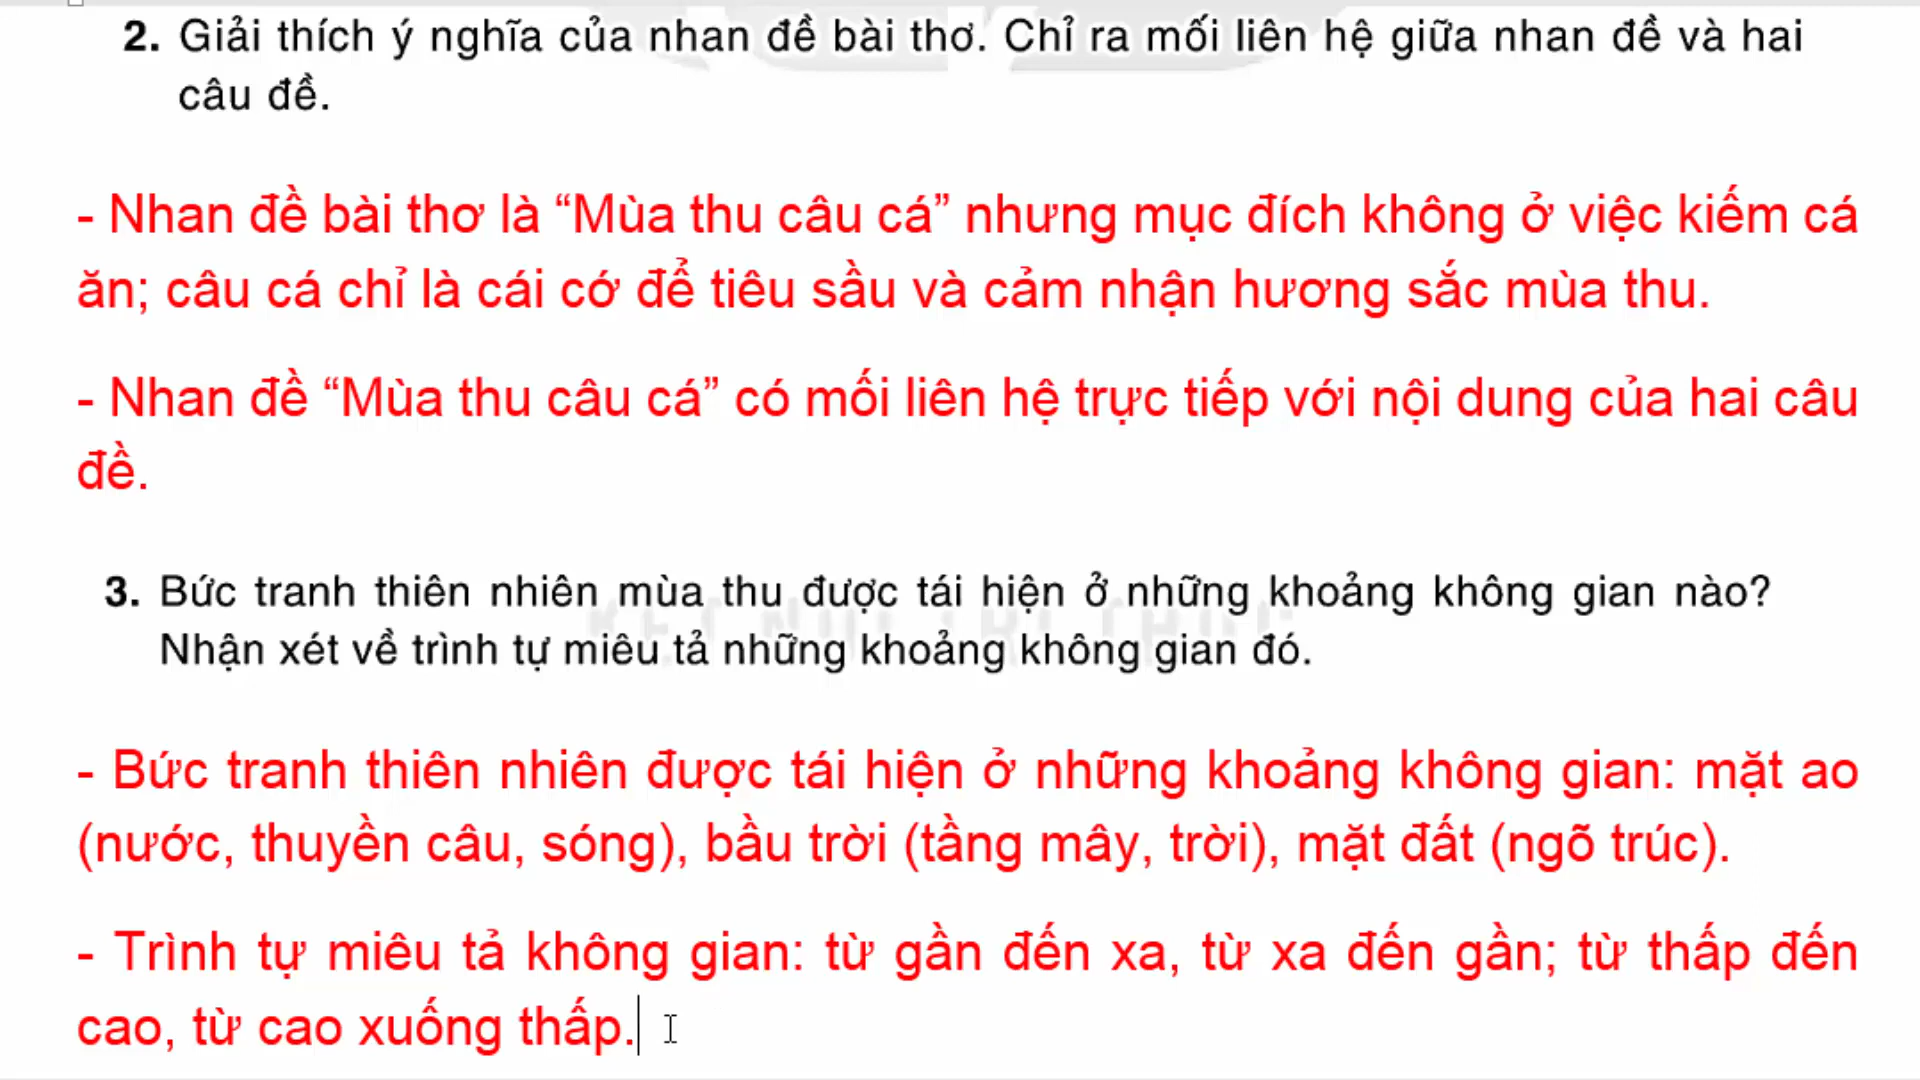 2. Giải thích ý nghĩa của nhan đề bài thơ. Chỉ ra mối liên hệ giữa nhan đề và hai
câu đề.
- Nhan đề bài thơ là “Mùa thu câu cá” nhưng mục đích không ở việc kiếm cá
ăn; câu cá chỉ là cái cớ để tiêu sầu và cảm nhận hương sắc mùa thu.
- Nhan đề “Mùa thu câu cá” có mối liên hệ trực tiếp với nội dung của hai câu
đề.
3. Bức tranh thiên nhiên mùa thu được tái hiện ở những khoảng không gian nào?
Nhận xét về trình tự miêu tả những khoảng không gian đó.
- Bức tranh thiên nhiên được tái hiện ở những khoảng không gian: mặt ao
(nước, thuyền câu, sóng), bầu trời (tầng mây, trời), mặt đất (ngõ trúc).
- Trình tự miêu tả không gian: từ gần đến xa, từ xa đến gần; từ thấp đến
cao, từ cao xuống thấp.